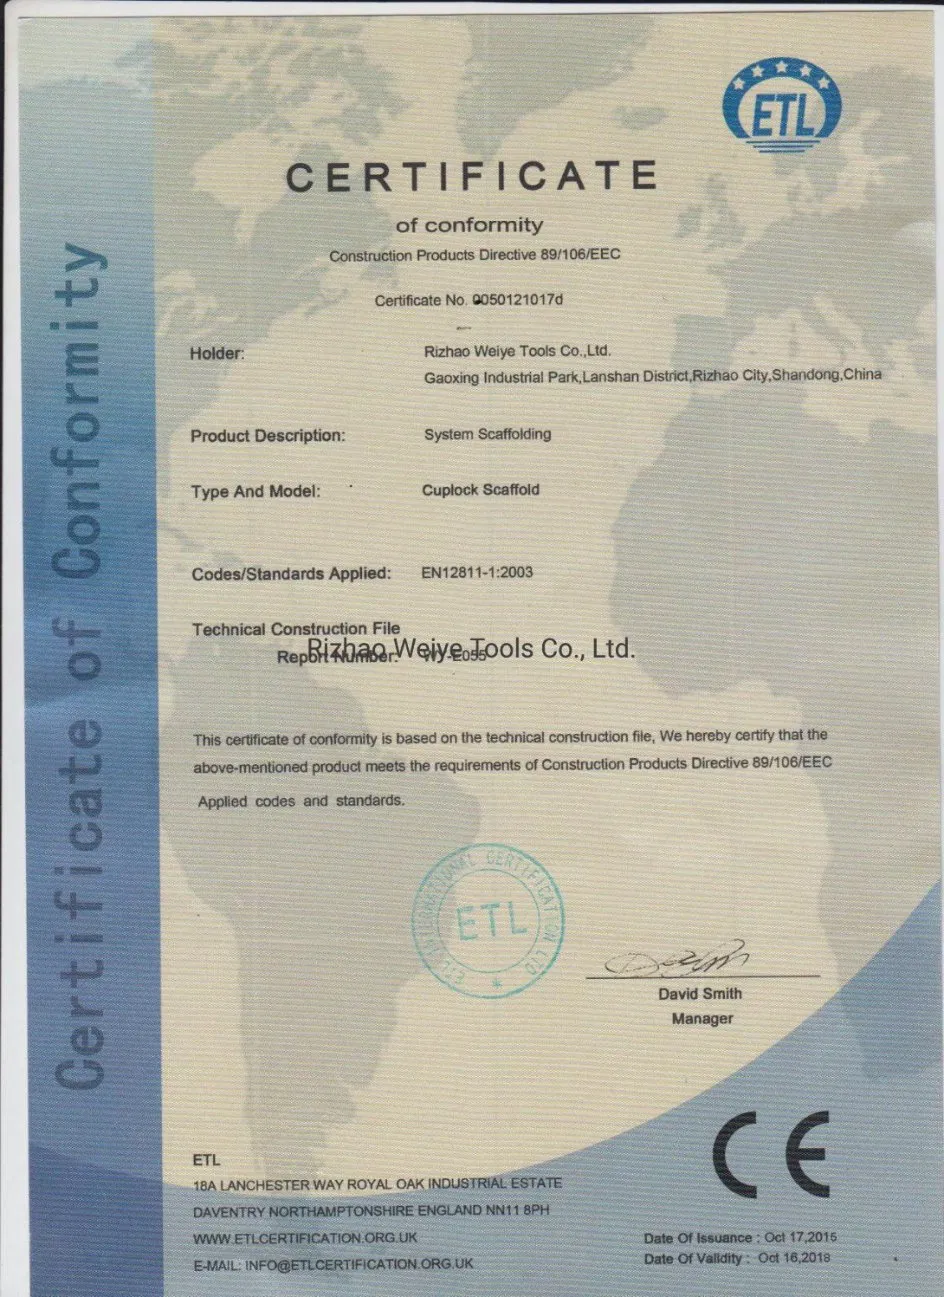 ETL
CERTIFICATE
of conformity
Construction Products Directive 89/106/EEC
Certificate No. 0050121017d
Holder: Rizhao Weiye Tools Co.,Ltd.
Gaoxing Industrial Park,Lanshan District,Rizhao City,Shandong,China
Product Description: System Scaffolding
Type And Model: Cuplock Scaffold
Codes/Standards Applied: EN12811-1:2003
Technical Construction File
Report Number: WY-E055
Rizhao Weiye Tools Co., Ltd.
This certificate of conformity is based on the technical construction file, We hereby certify that the
above-mentioned product meets the requirements of Construction Products Directive 89/106/EEC
Applied codes and standards.
ETL INTERNATIONAL CERTIFICATION LTD
ETL
David Smith
Manager
CE
ETL
18A LANCHESTER WAY ROYAL OAK INDUSTRIAL ESTATE
DAVENTRY NORTHAMPTONSHIRE ENGLAND NN11 8PH
WWW.ETLCERTIFICATION.ORG.UK
E-MAIL: INFO@ETLCERTIFICATION.ORG.UK
Date Of Issuance : Oct 17,2015
Date Of Validity : Oct 16,2018
Certificate of Conformity